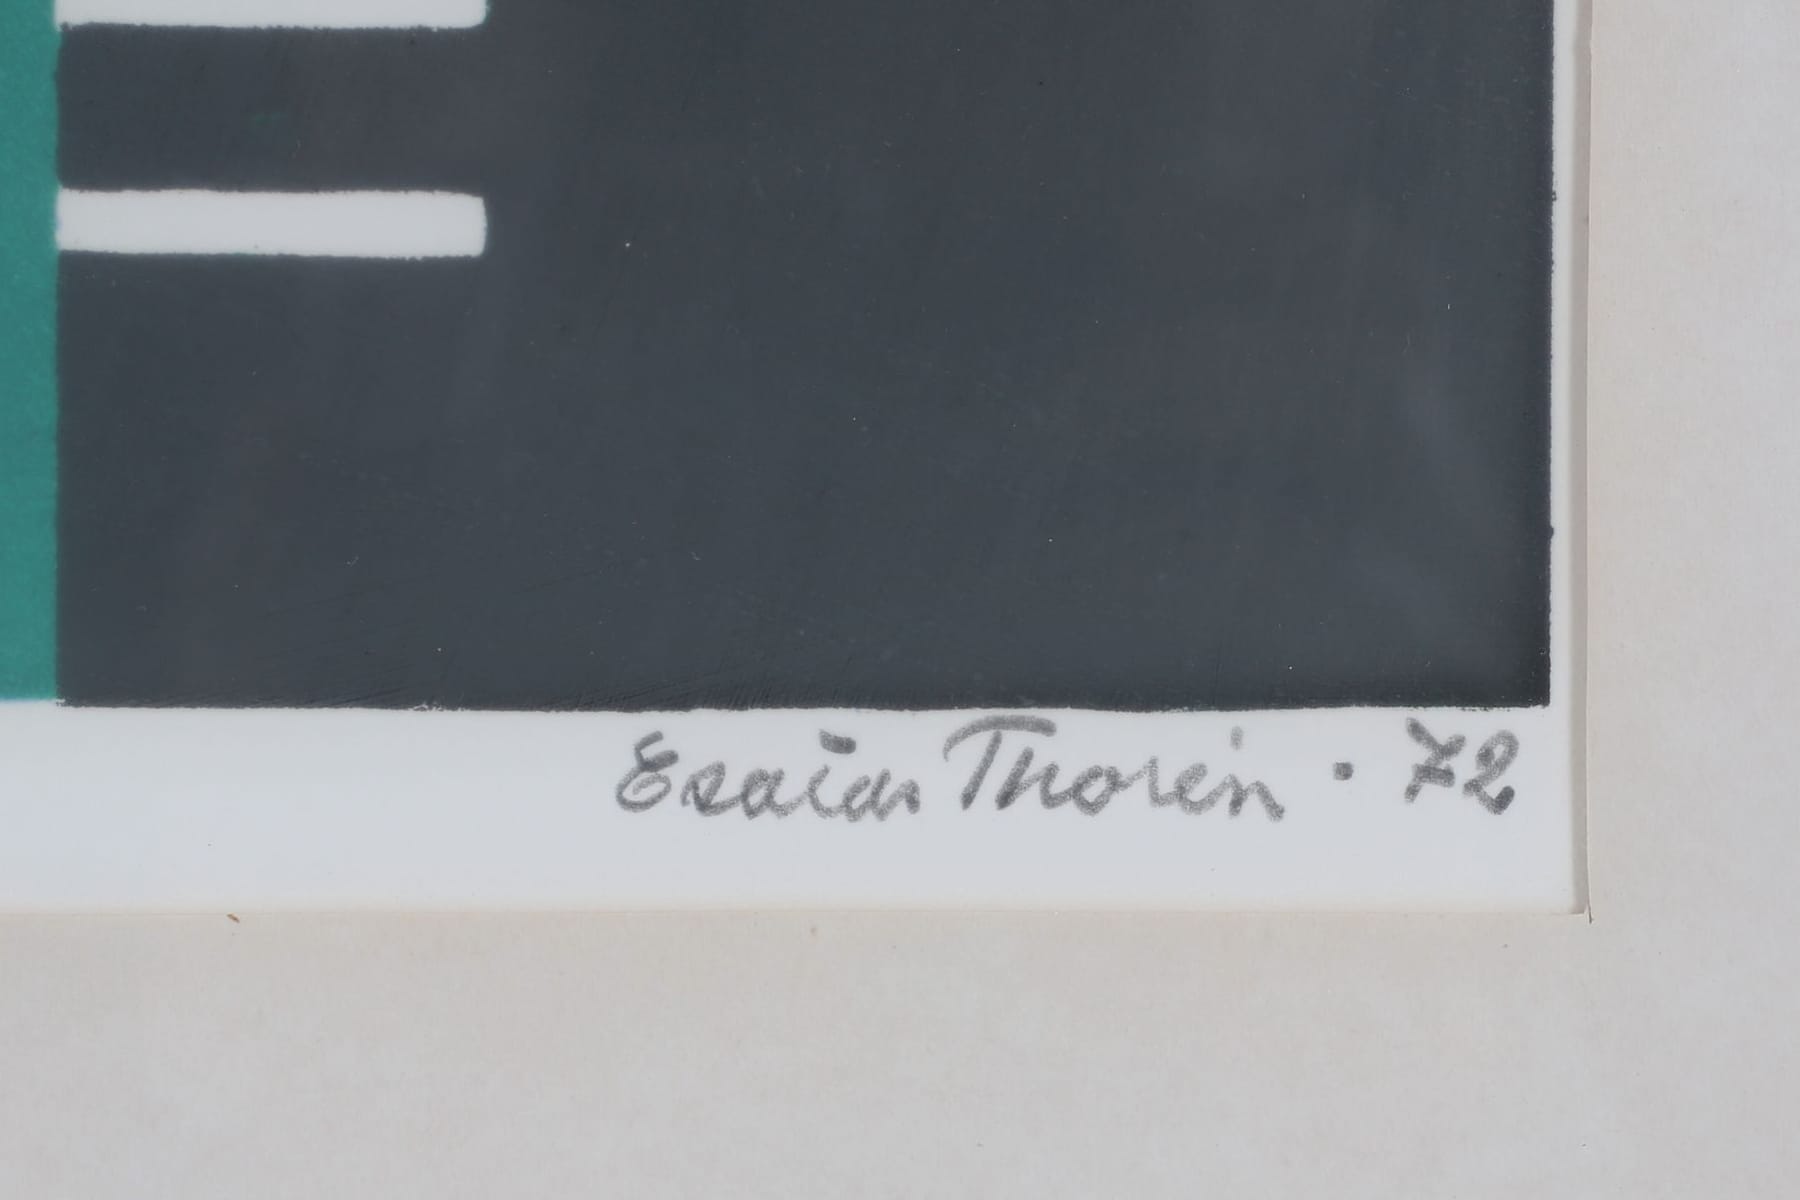 Esaias Thorén · 72